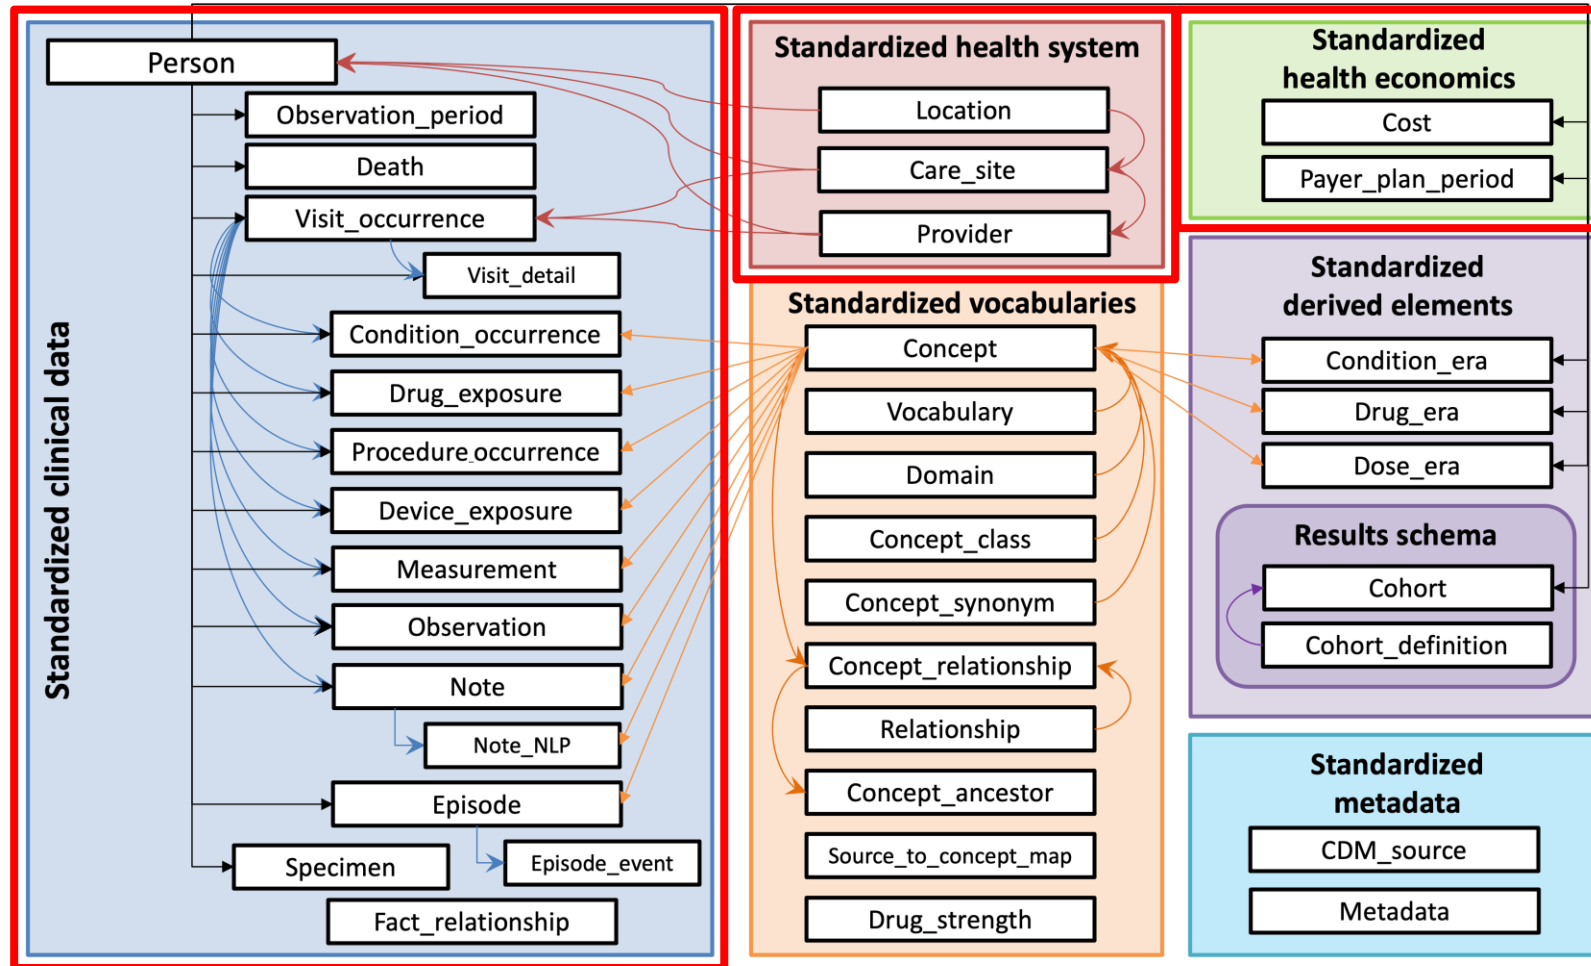 Standardized clinical data
Person
Observation_period
Death
Visit_occurrence
Visit_detail
Condition_occurrence
Drug_exposure
Procedure_occurrence
Device_exposure
Measurement
Observation
Note
Note_NLP
Episode
Episode_event
Specimen
Fact_relationship
Standardized health system
Location
Care_site
Provider
Standardized vocabularies
Concept
Vocabulary
Domain
Concept_class
Concept_synonym
Concept_relationship
Relationship
Concept_ancestor
Source_to_concept_map
Drug_strength
Standardized
health economics
Cost
Payer_plan_period
Standardized
derived elements
Condition_era
Drug_era
Dose_era
Results schema
Cohort
Cohort_definition
Standardized
metadata
CDM_source
Metadata